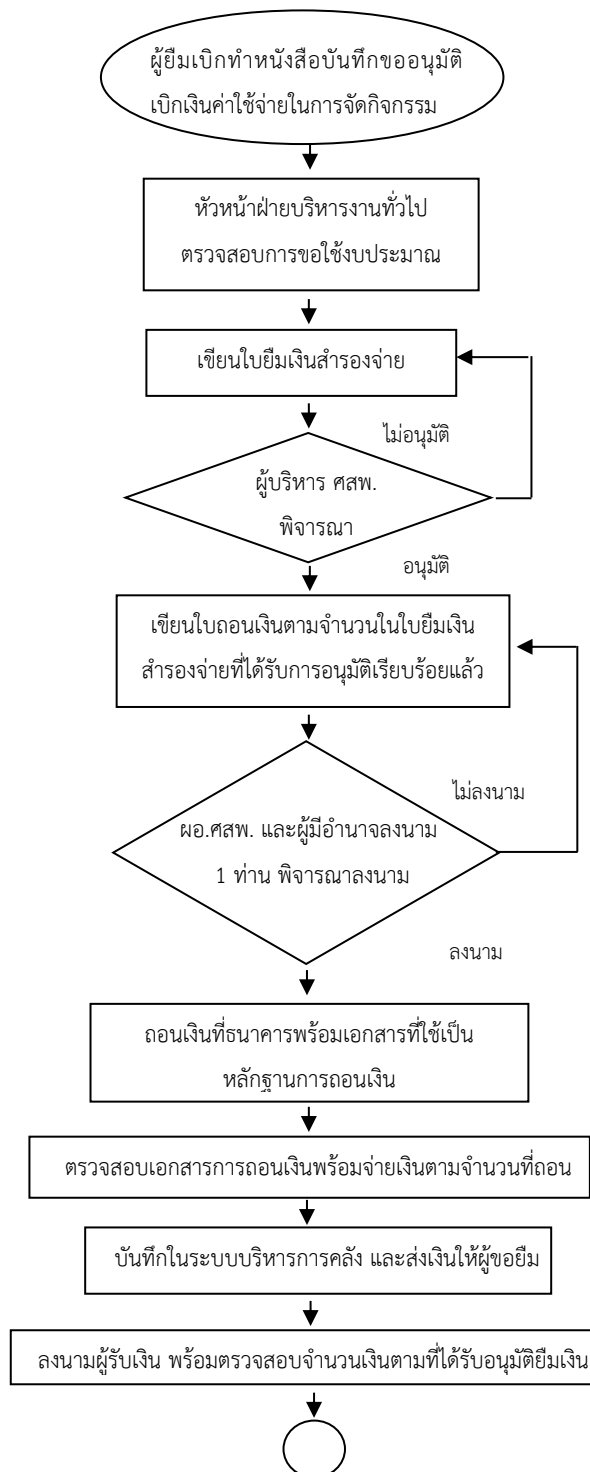 ผู้ยืมเบิกทำหนังสือบันทึกขออนุมัติ
เบิกเงินค่าใช้จ่ายในการจัดกิจกรรม
หัวหน้าฝ่ายบริหารงานทั่วไป
ตรวจสอบการขอใช้งบประมาณ
เขียนใบยืมเงินสำรองจ่าย
ไม่อนุมัติ
ผู้บริหาร ศสพ.
พิจารณา
อนุมัติ
เขียนใบถอนเงินตามจำนวนในใบยืมเงิน
สำรองจ่ายที่ได้รับการอนุมัติเรียบร้อยแล้ว
ไม่ลงนาม
ผอ.ศสพ. และผู้มีอำนาจลงนาม
1 ท่าน พิจารณาลงนาม
ลงนาม
ถอนเงินที่ธนาคารพร้อมเอกสารที่ใช้เป็น
หลักฐานการถอนเงิน
ตรวจสอบเอกสารการถอนเงินพร้อมจ่ายเงินตามจำนวนที่ถอน
บันทึกในระบบบริหารการคลัง และส่งเงินให้ผู้ขอยืม
ลงนามผู้รับเงิน พร้อมตรวจสอบจำนวนเงินตามที่ได้รับอนุมัติยืมเงิน